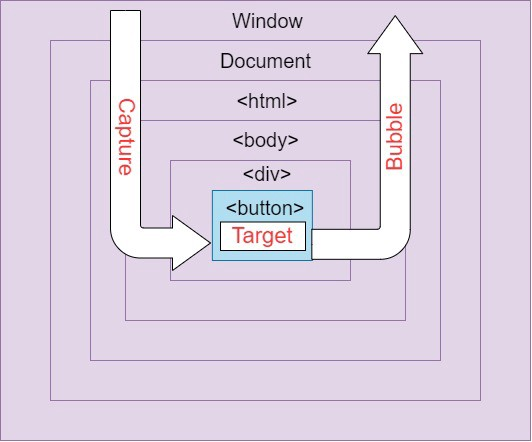 Window
Document
<html>
<body>
<div>
<button>
Target
Capture
Bubble